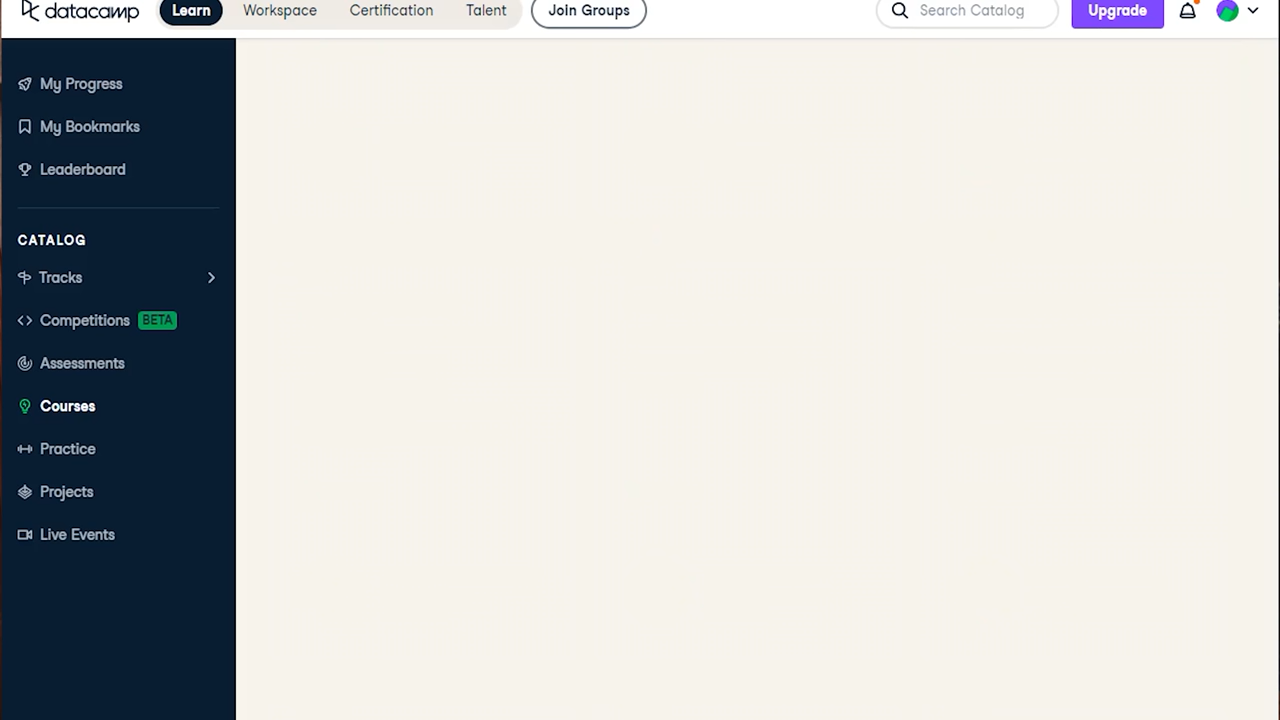 datacamp
Learn
Workspace
Certification
Talent
Join Groups
Search Catalog
Upgrade
My Progress
My Bookmarks
Leaderboard
CATALOG
Tracks
Competitions BETA
Assessments
Courses
Practice
Projects
Live Events